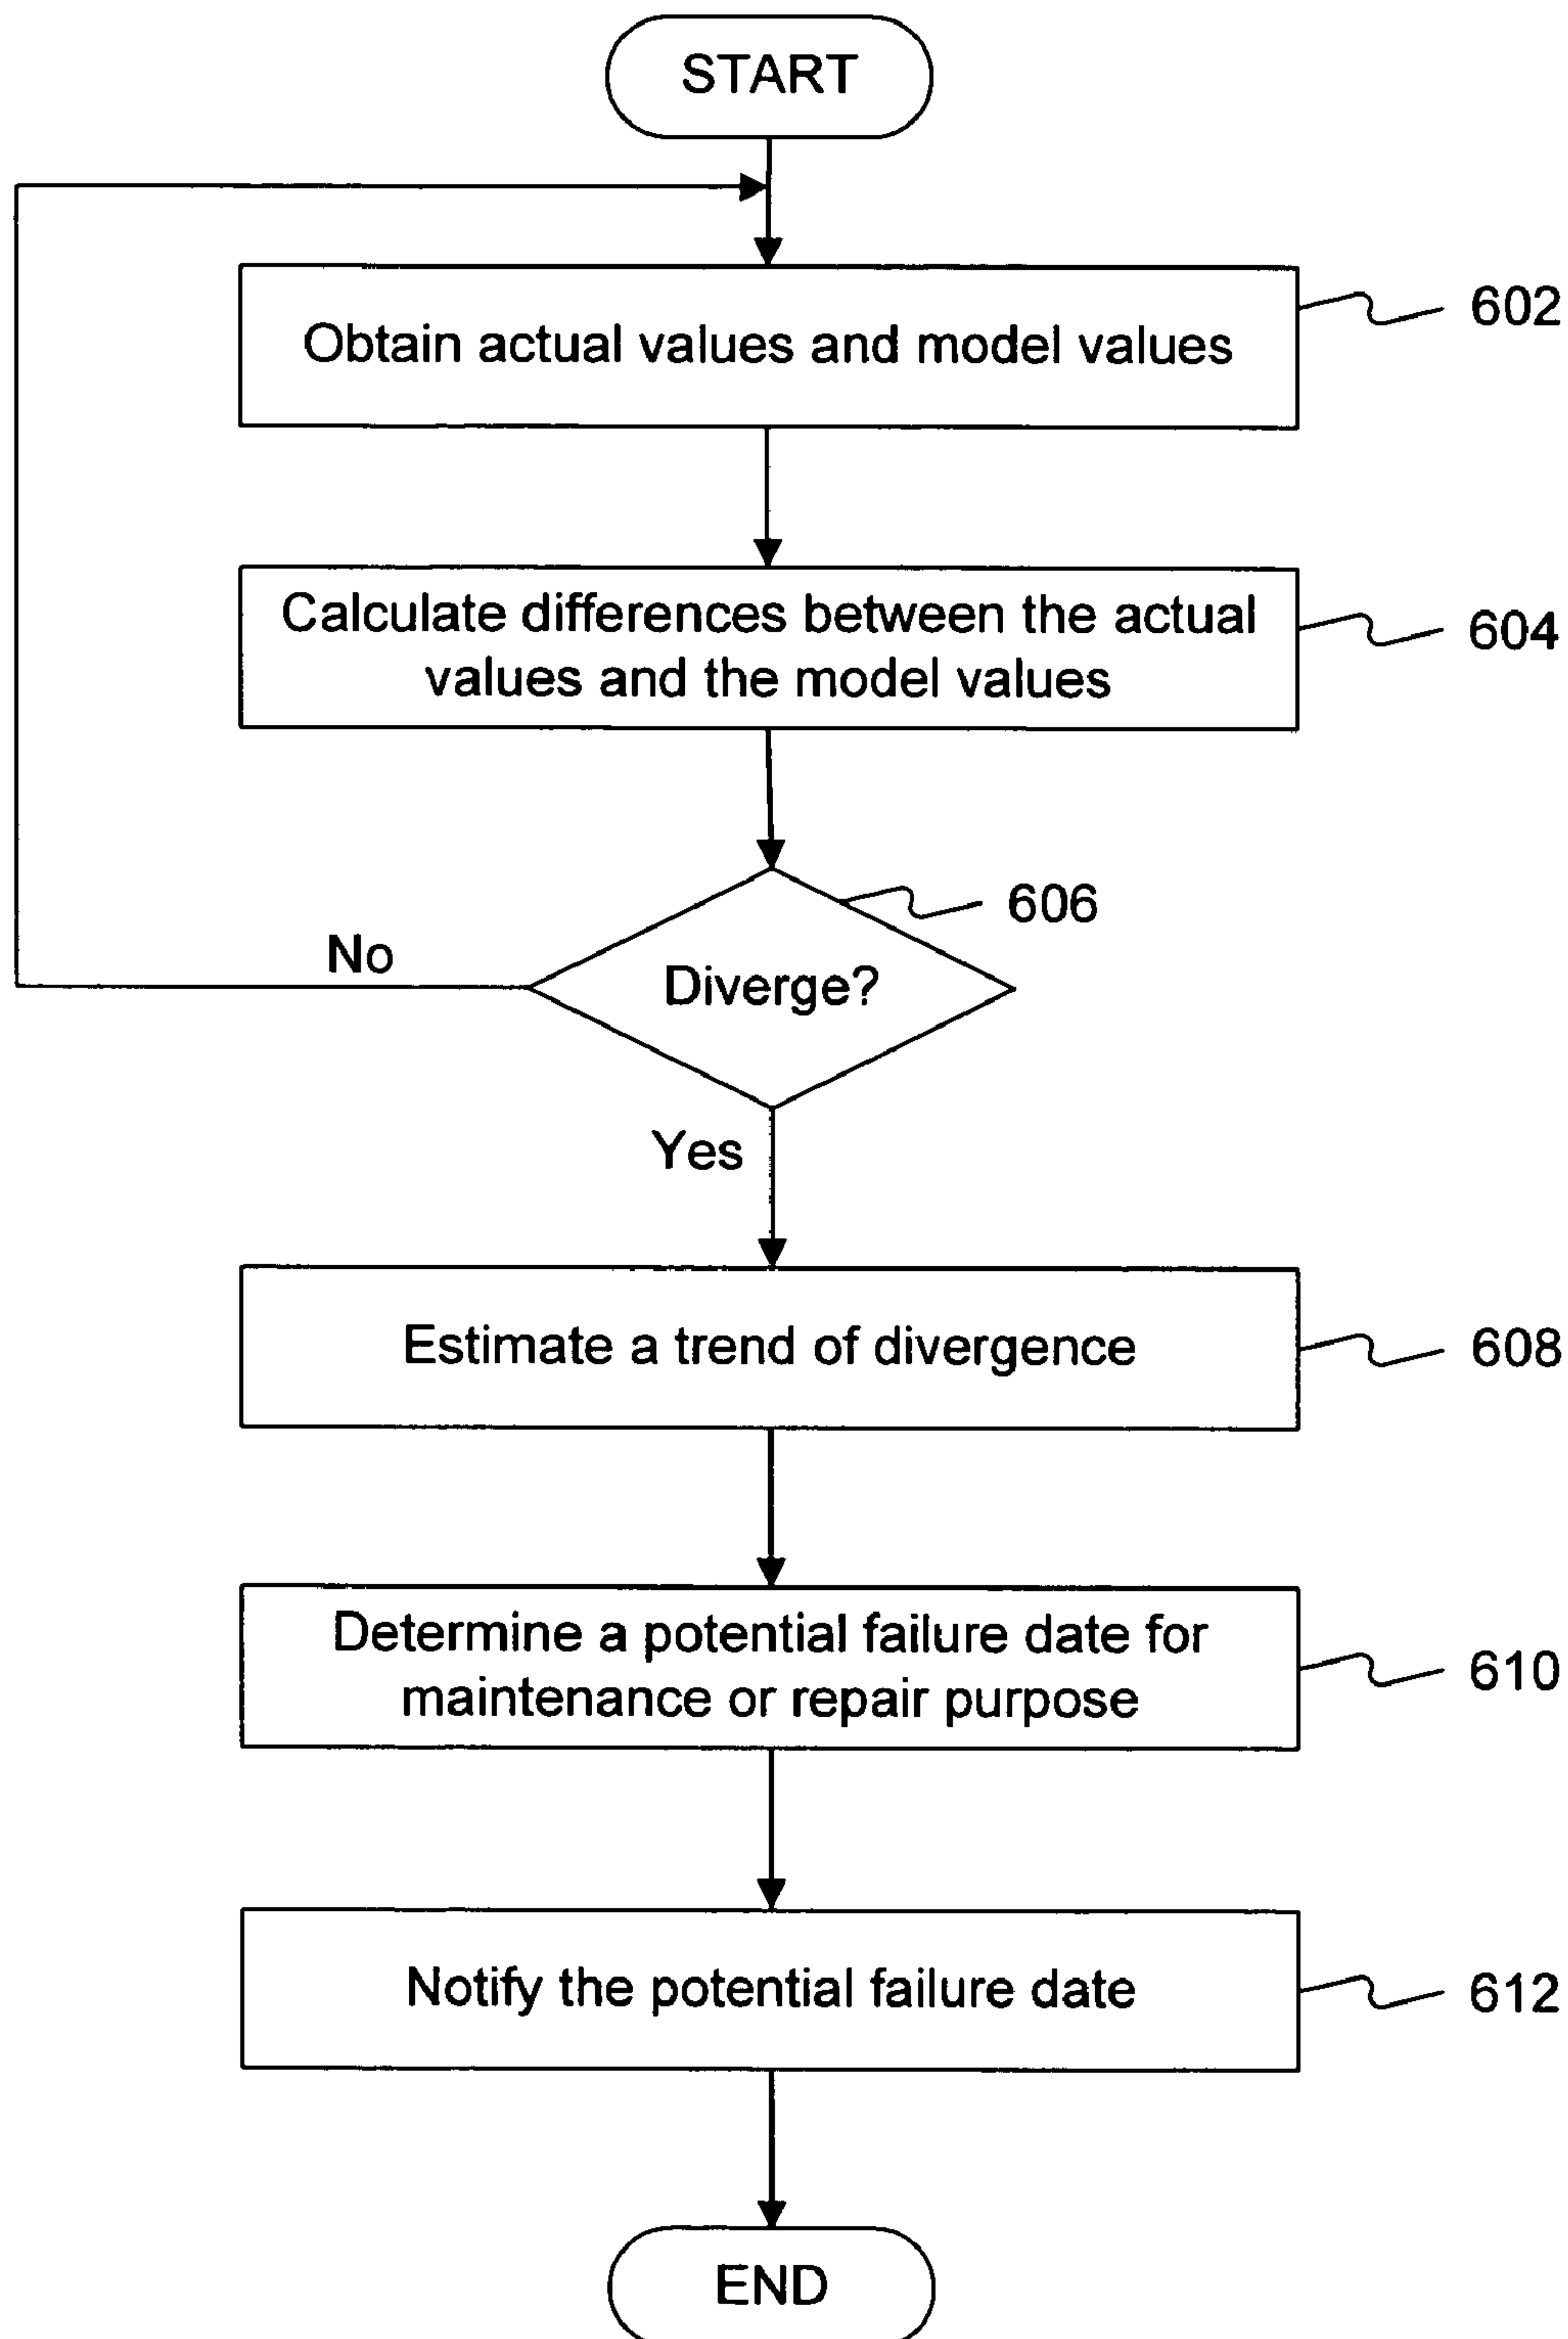 START
Obtain actual values and model values
602
Calculate differences between the actual
values and the model values
604
606
Diverge?
No
Yes
Estimate a trend of divergence
608
Determine a potential failure date for
maintenance or repair purpose
610
Notify the potential failure date
612
END